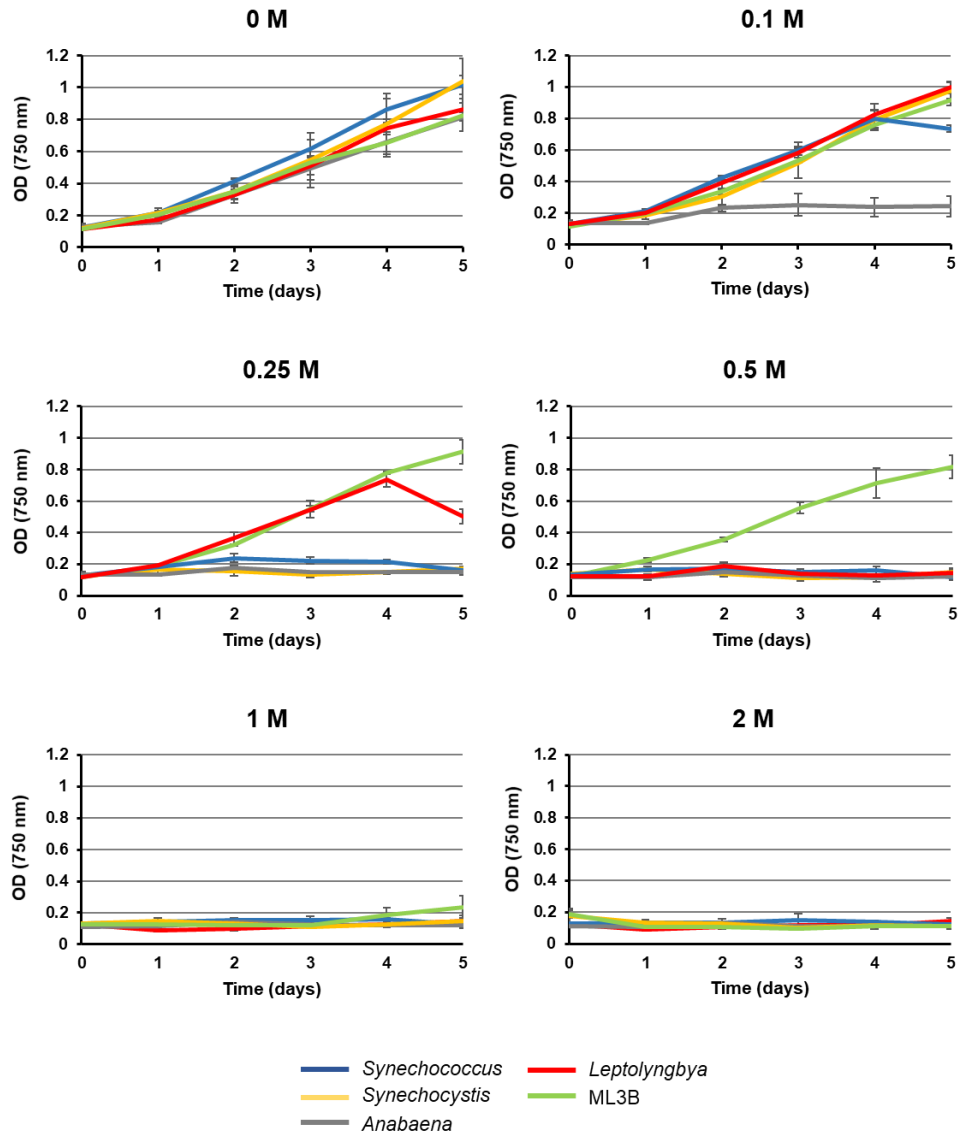 0 M
1.2
1
0.8
0.6
0.4
0.2
0
OD (750 nm)
0 1 2 3 4 5
Time (days)
0.1 M
1.2
1
0.8
0.6
0.4
0.2
0
OD (750 nm)
0 1 2 3 4 5
Time (days)
0.25 M
1.2
1
0.8
0.6
0.4
0.2
0
OD (750 nm)
0 1 2 3 4 5
Time (days)
0.5 M
1.2
1
0.8
0.6
0.4
0.2
0
OD (750 nm)
0 1 2 3 4 5
Time (days)
1 M
1.2
1
0.8
0.6
0.4
0.2
0
OD (750 nm)
0 1 2 3 4 5
Time (days)
2 M
1.2
1
0.8
0.6
0.4
0.2
0
OD (750 nm)
0 1 2 3 4 5
Time (days)
Synechococcus
Synechocystis
Anabaena
Leptolyngbya
ML3B